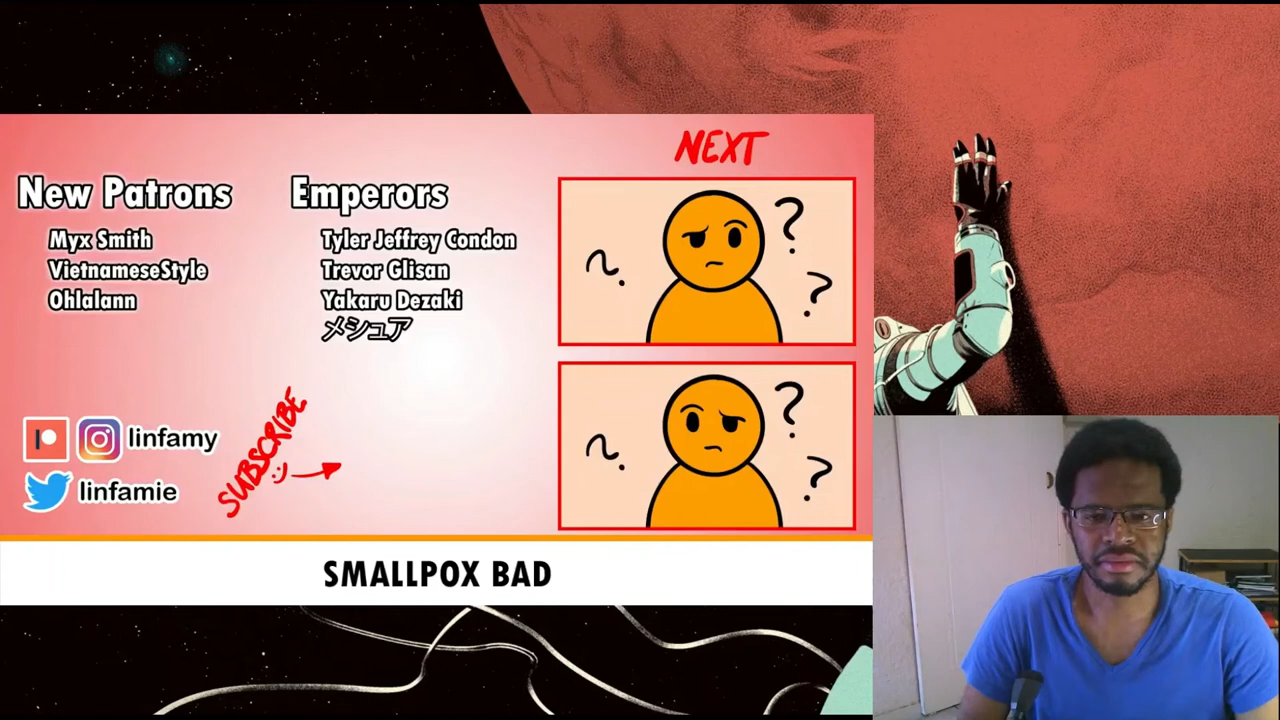 NEXT
New Patrons
Myx Smith
VietnameseStyle
Ohlalann
Emperors
Tyler Jeffrey Condon
Trevor Glisan
Yakaru Dezaki
メシュア
? ? ?
? ? ?
SUBSCRIBE
linfamy
linfamie
SMALLPOX BAD